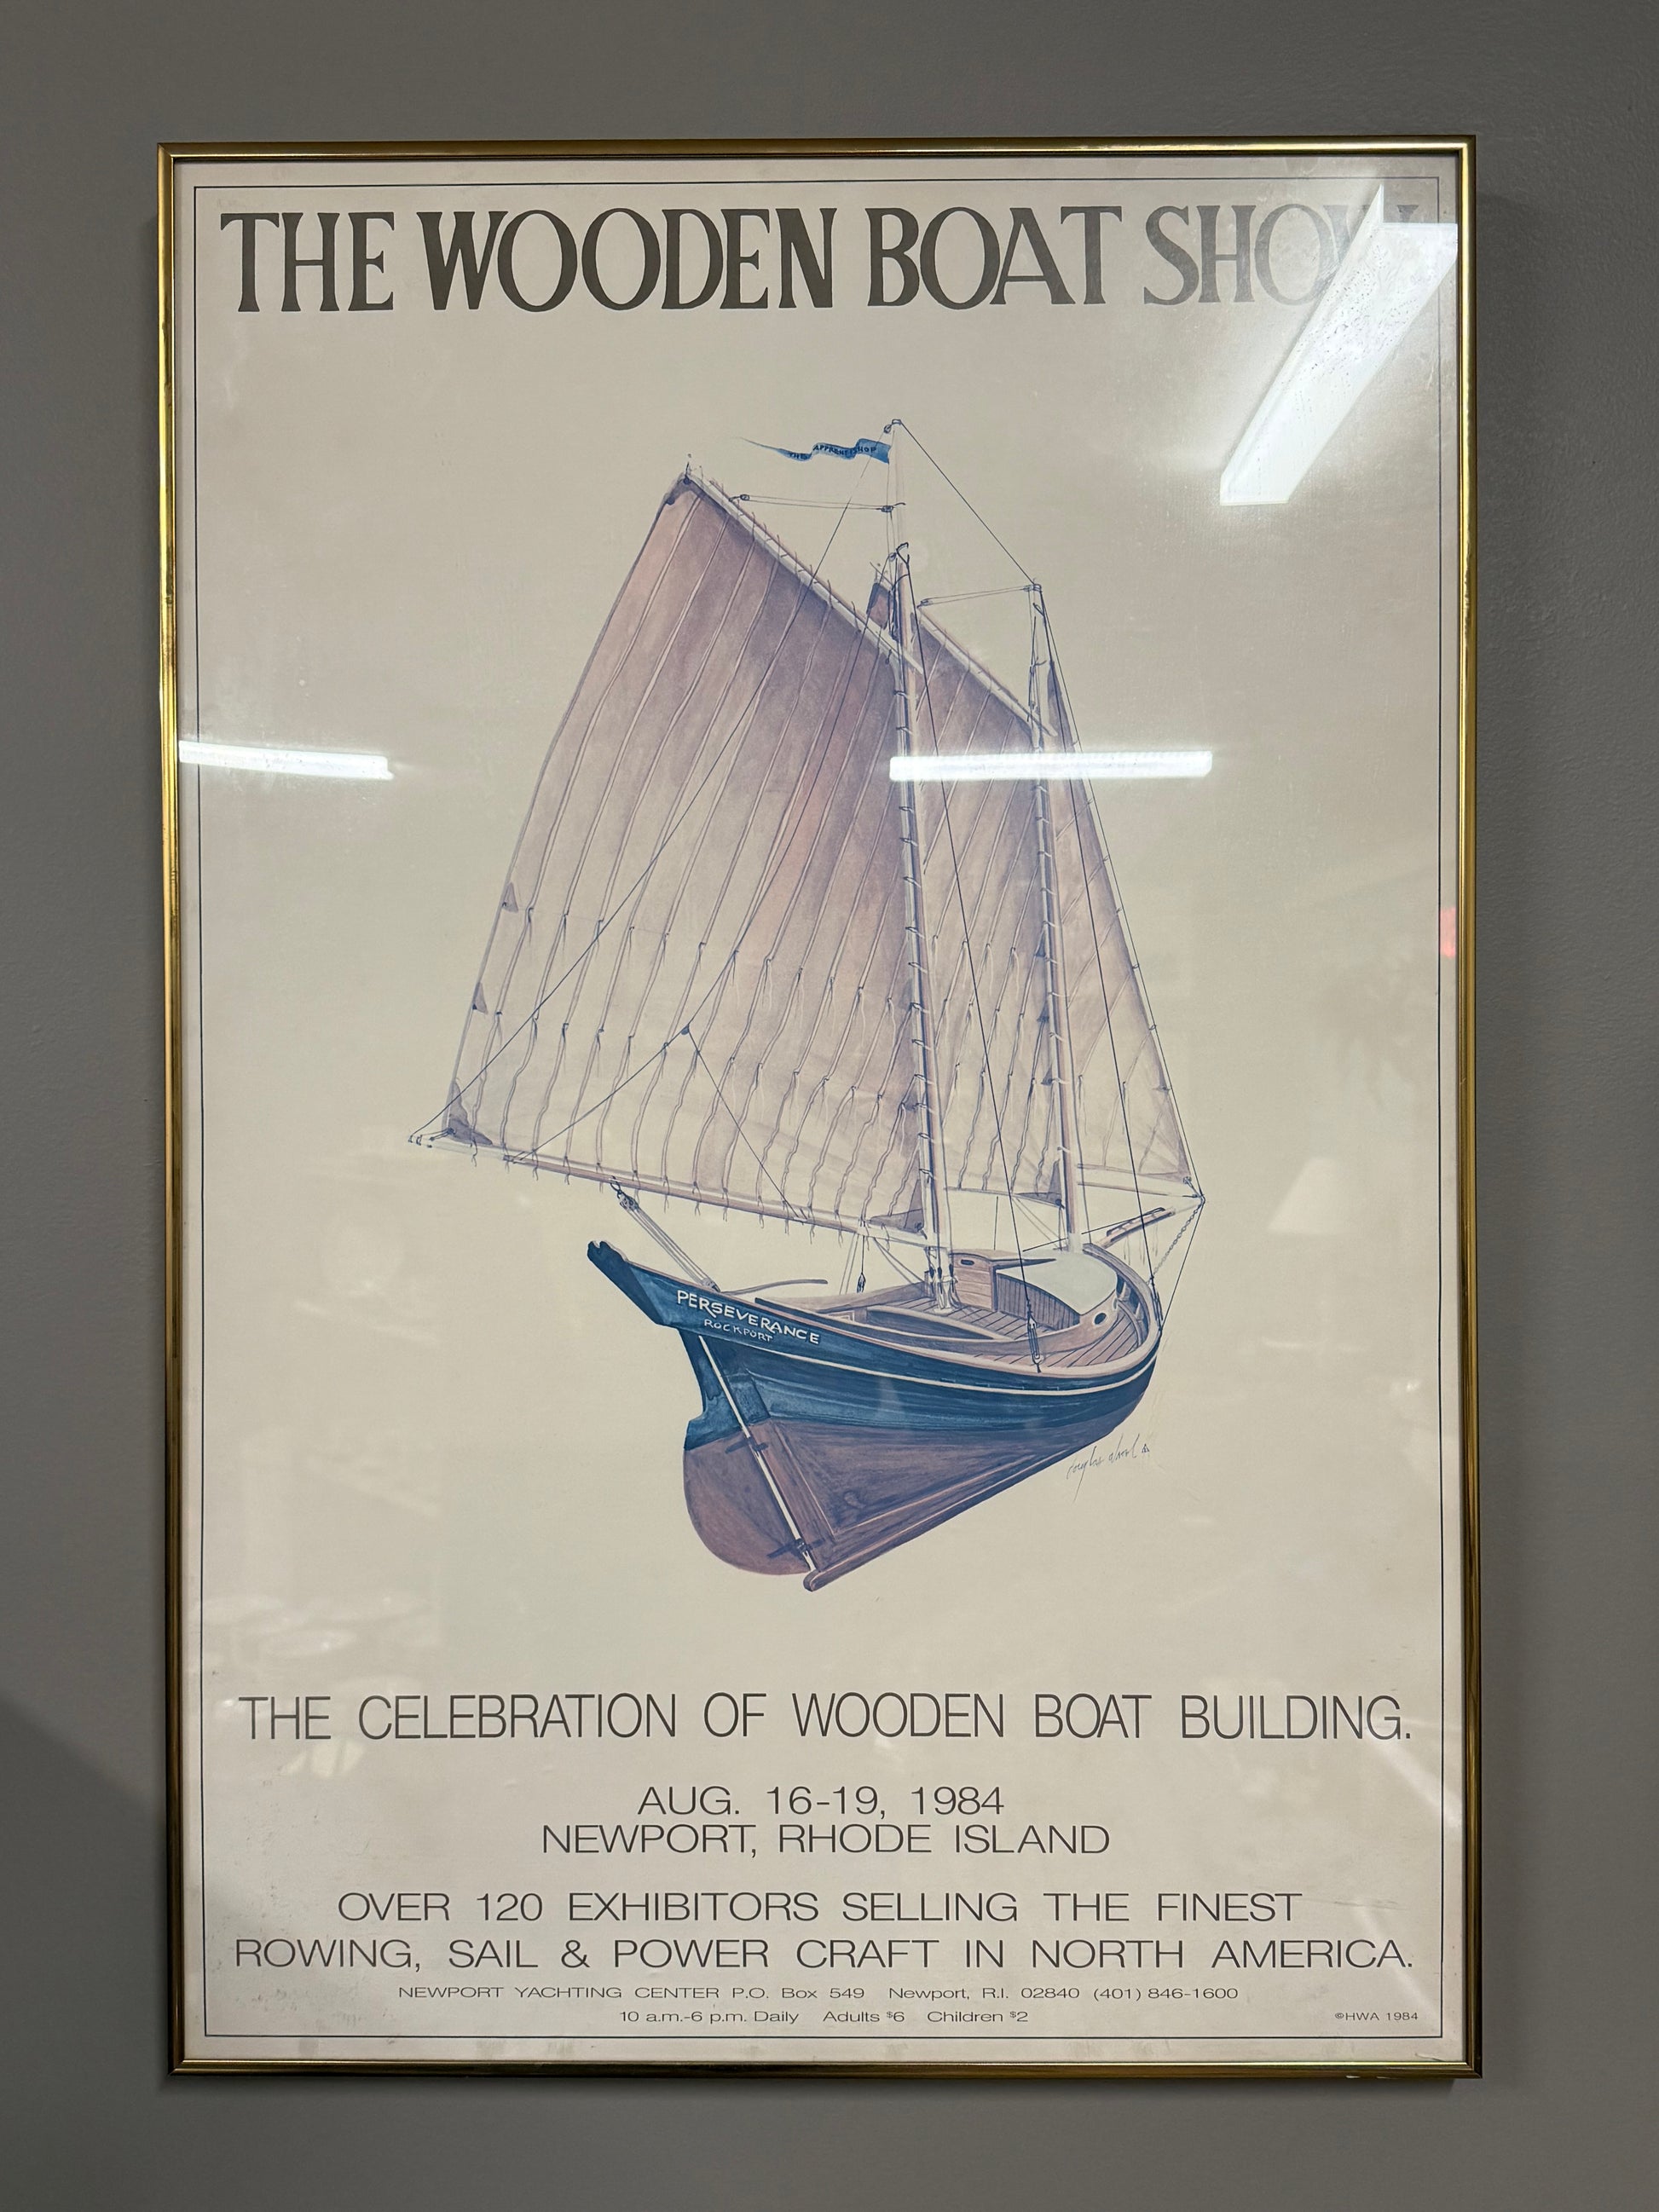 THE WOODEN BOAT SHOW
THE APPRENTICESHOP
PERSEVERANCE
ROCKPORT
THE CELEBRATION OF WOODEN BOAT BUILDING.
AUG. 16-19, 1984
NEWPORT, RHODE ISLAND
OVER 120 EXHIBITORS SELLING THE FINEST
ROWING, SAIL & POWER CRAFT IN NORTH AMERICA.
NEWPORT YACHTING CENTER P.O. Box 549 Newport, R.I. 02840 (401) 846-1600
10 a.m.-6 p.m. Daily Adults $6 Children $2
©HWA 1984